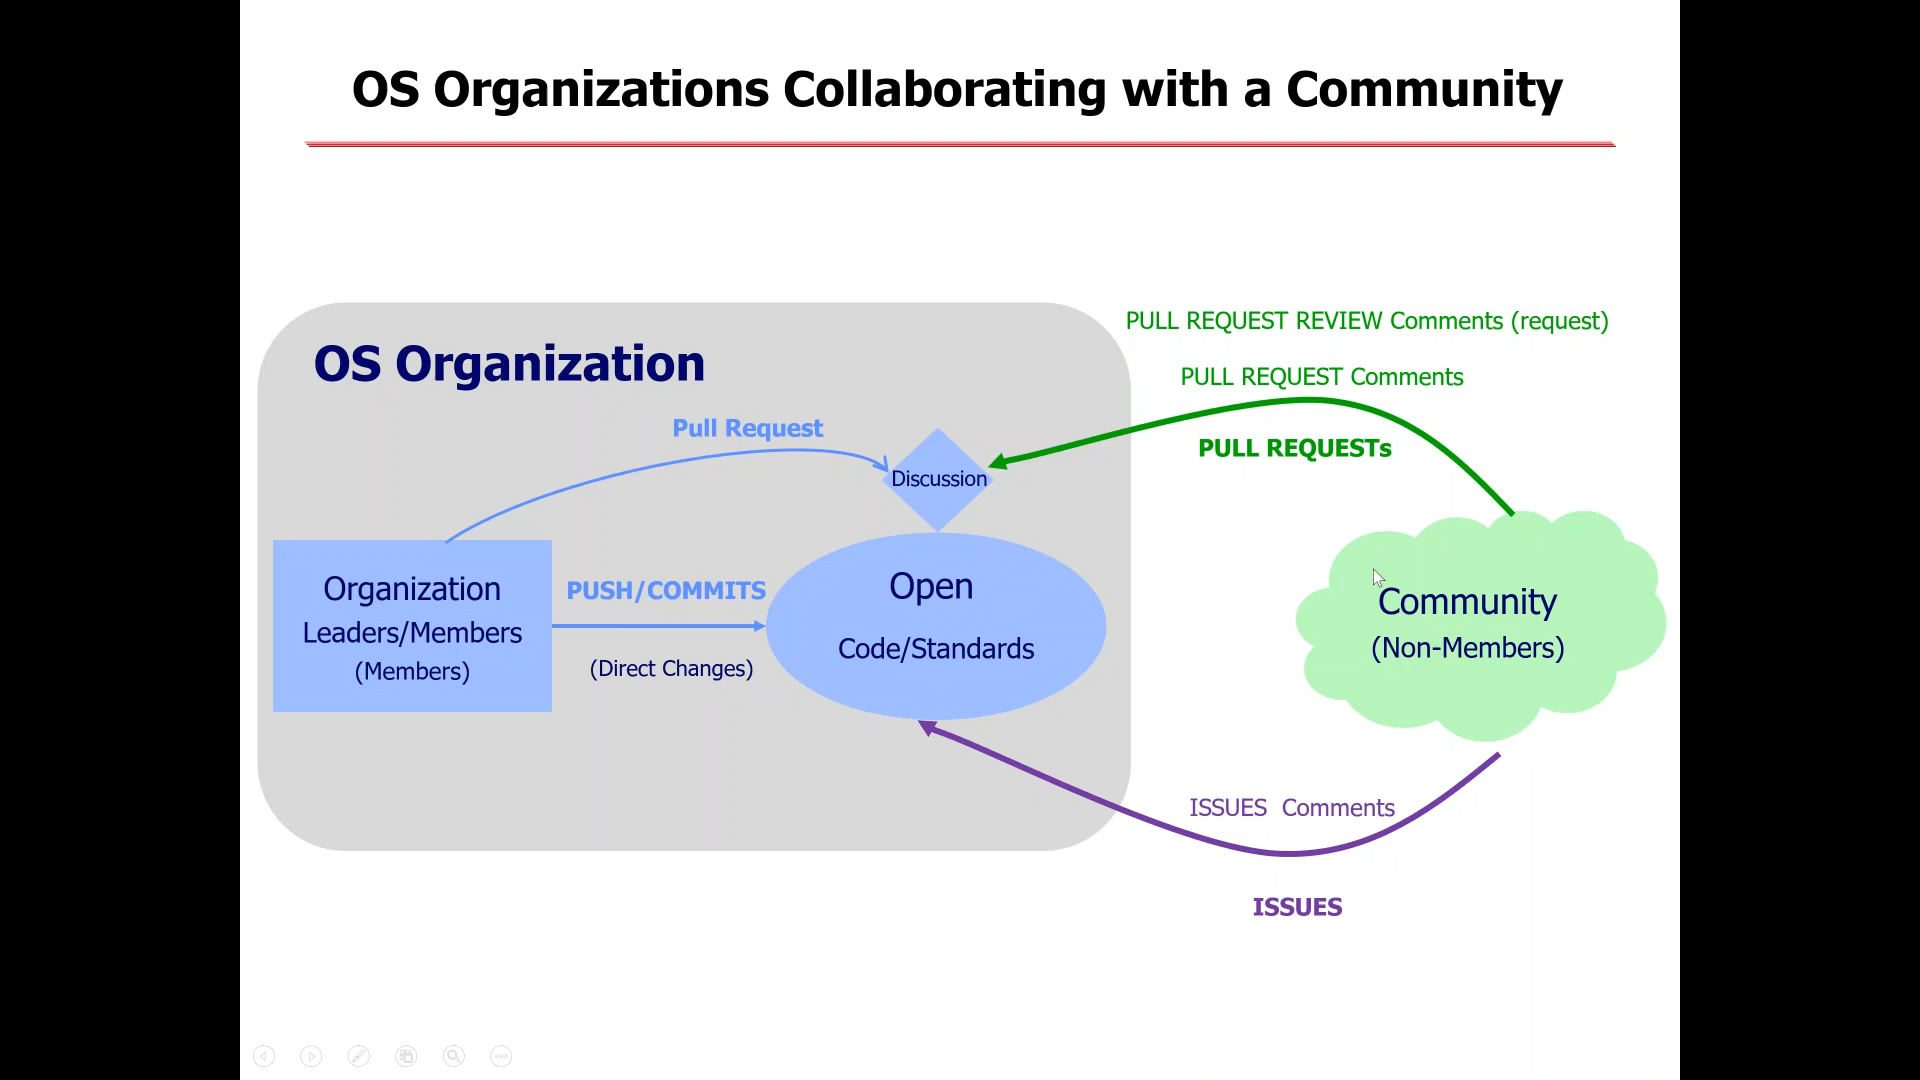 OS Organizations Collaborating with a Community
PULL REQUEST REVIEW Comments (request)
OS Organization
PULL REQUEST Comments
Pull Request
PULL REQUESTs
Discussion
Organization
Leaders/Members
(Members)
PUSH/COMMITS
(Direct Changes)
Open
Code/Standards
Community
(Non-Members)
ISSUES  Comments
ISSUES